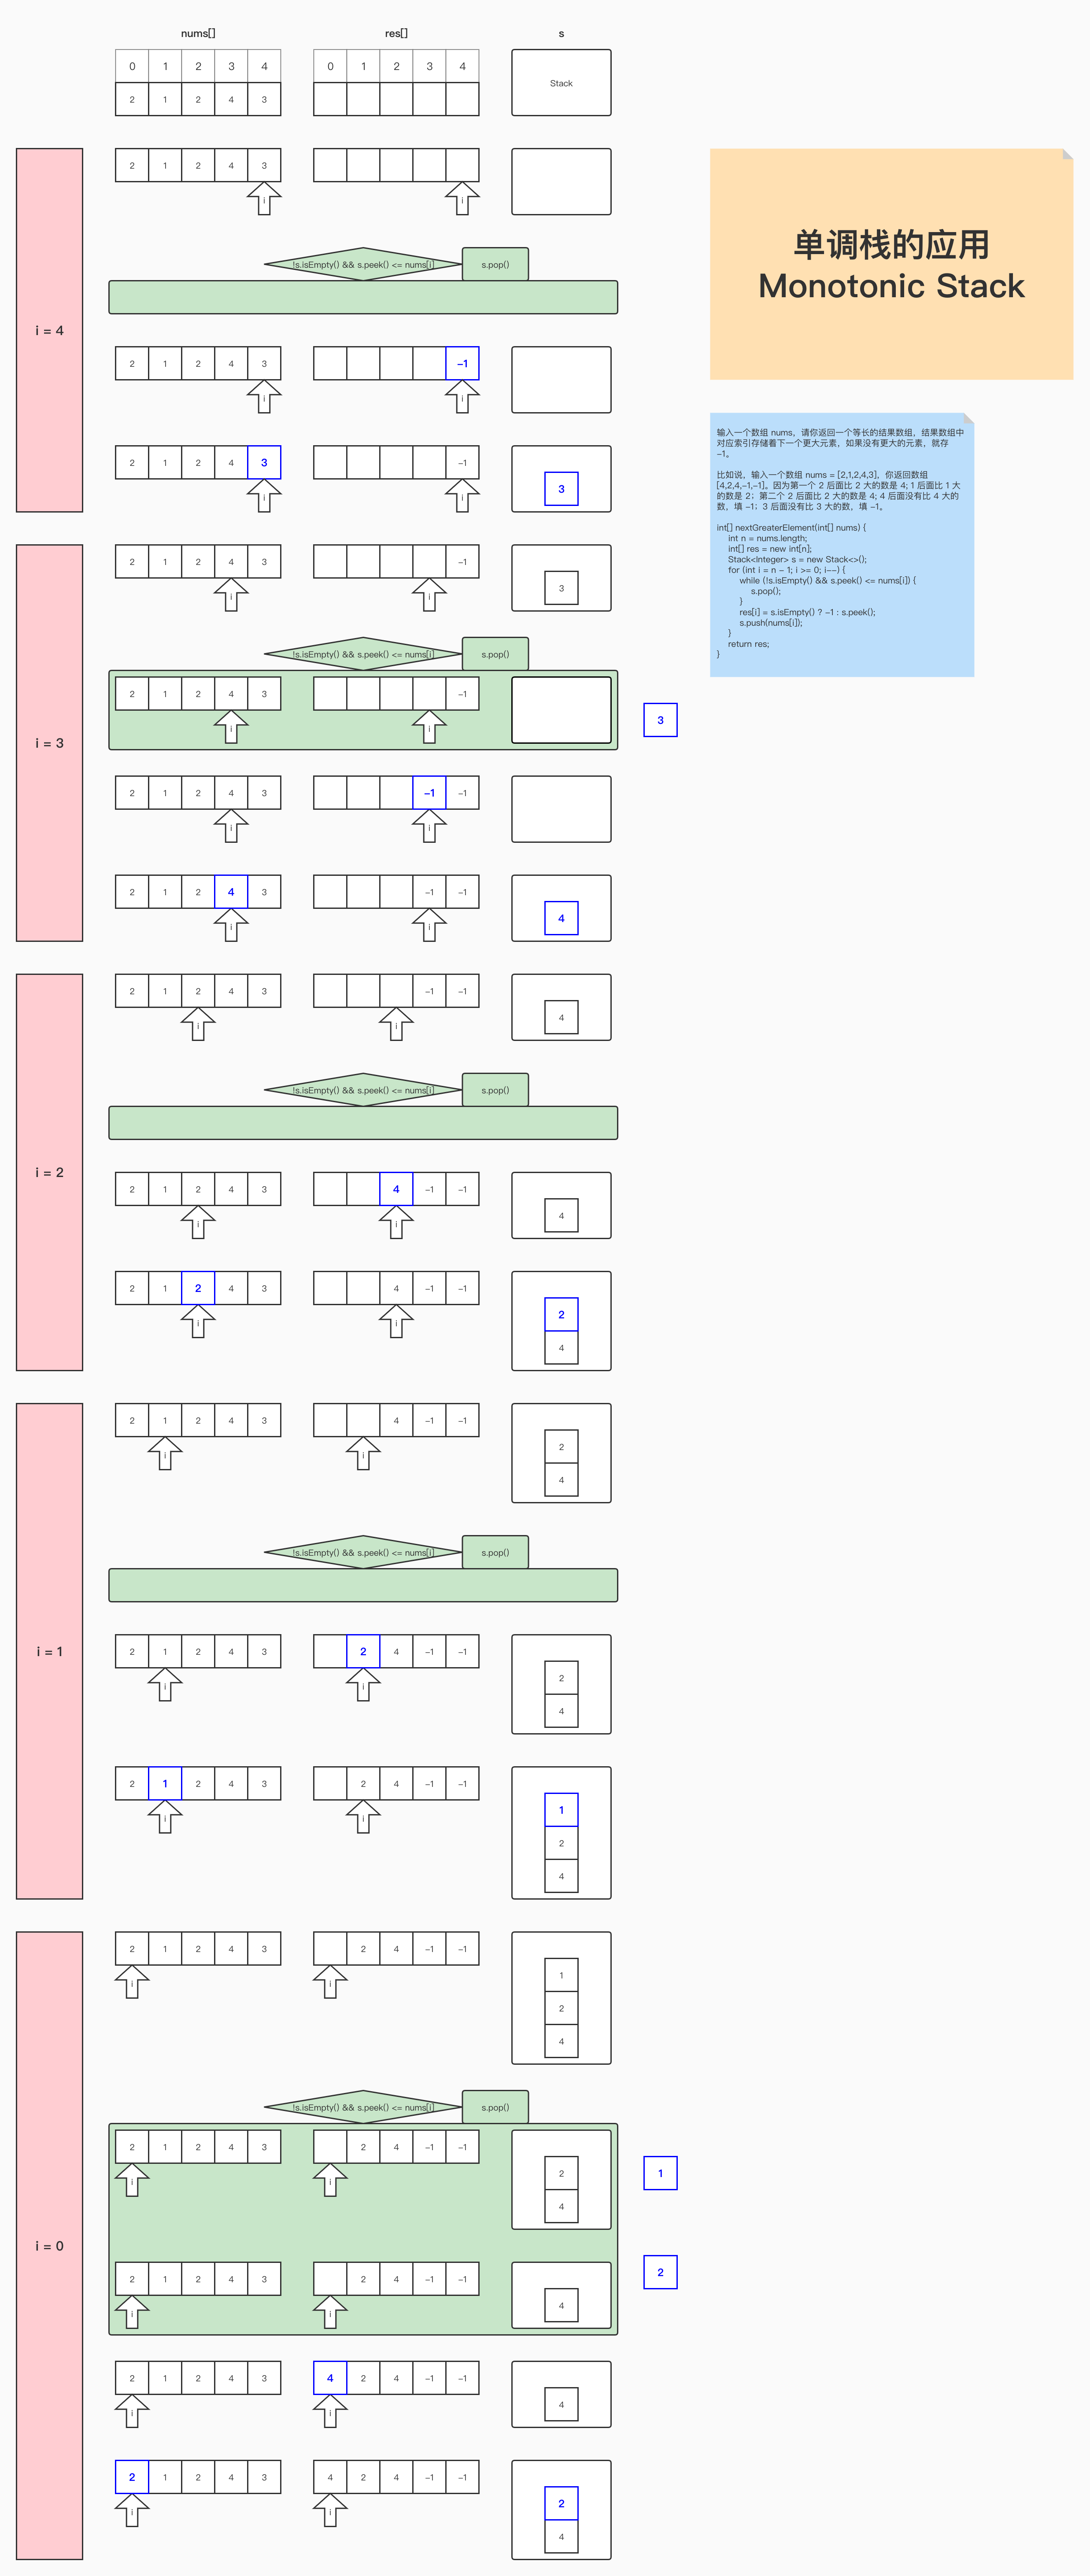 nums[] res[] s
0 1 2 3 4 0 1 2 3 4 Stack
2 1 2 4 3
单调栈的应用
Monotonic Stack
输入一个数组 nums，请你返回一个等长的结果数组，结果数组中
对应索引存储着下一个更大元素，如果没有更大的元素，就存
-1。
比如说，输入一个数组 nums = [2,1,2,4,3]，你返回数组
[4,2,4,-1,-1]。因为第一个 2 后面比 2 大的数是 4; 1 后面比 1 大
的数是 2；第二个 2 后面比 2 大的数是 4; 4 后面没有比 4 大的
数，填 -1；3 后面没有比 3 大的数，填 -1。
int[] nextGreaterElement(int[] nums) {
int n = nums.length;
int[] res = new int[n];
Stack<Integer> s = new Stack<>();
for (int i = n - 1; i >= 0; i--) {
while (!s.isEmpty() && s.peek() <= nums[i]) {
s.pop();
}
res[i] = s.isEmpty() ? -1 : s.peek();
s.push(nums[i]);
}
return res;
}
i = 4
2 1 2 4 3
i i
!s.isEmpty() && s.peek() <= nums[i] s.pop()
2 1 2 4 3 -1
i i
2 1 2 4 3 -1 3
i i
i = 3
2 1 2 4 3 -1 3
i i
!s.isEmpty() && s.peek() <= nums[i] s.pop()
2 1 2 4 3 -1 3
i i
2 1 2 4 3 -1 -1
i i
2 1 2 4 3 -1 -1 4
i i
i = 2
2 1 2 4 3 -1 -1 4
i i
!s.isEmpty() && s.peek() <= nums[i] s.pop()
2 1 2 4 3 4 -1 -1 4
i i
2 1 2 4 3 4 -1 -1 2
i i 4
i = 1
2 1 2 4 3 4 -1 -1 2
i i 4
!s.isEmpty() && s.peek() <= nums[i] s.pop()
2 1 2 4 3 2 4 -1 -1 2
i i 4
2 1 2 4 3 2 4 -1 -1 1
i i 2
4
i = 0
2 1 2 4 3 2 4 -1 -1 1
i i 2
4
!s.isEmpty() && s.peek() <= nums[i] s.pop()
2 1 2 4 3 2 4 -1 -1 2 1
i i 4
2 1 2 4 3 2 4 -1 -1 4 2
i i
2 1 2 4 3 4 2 4 -1 -1 4
i i
2 1 2 4 3 4 2 4 -1 -1 2
i i 4